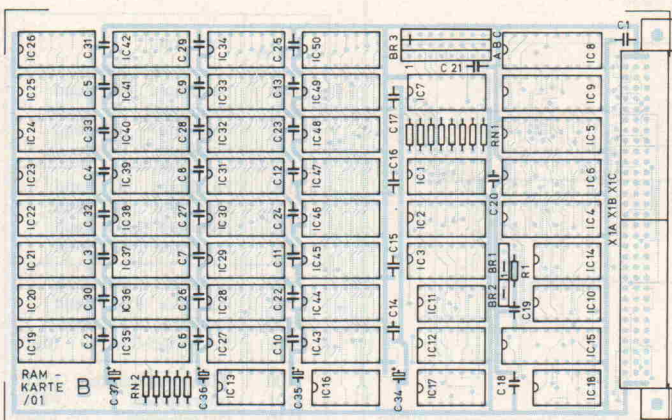 C1
IC26 C31 IC42 C29 IC34 C25 IC50 BR3 1 A B C C21 IC8
IC25 C5 IC41 C9 IC33 C13 IC49 C17 IC7 IC9
IC24 C33 IC40 C28 IC32 C23 IC48 RN1 IC5
IC23 C4 IC39 C8 IC31 C12 IC47 C16 IC1 C20 IC6
IC22 C32 IC38 C27 IC30 C24 IC46 IC2 IC4 X1A X1B X1C
IC21 C3 IC37 C7 IC29 C11 IC45 C15 IC3 BR1 1 R1 IC14
IC20 C30 IC36 C26 IC28 C22 IC44 C14 IC11 BR2 C19 IC10
IC19 C2 IC35 C6 IC27 C10 IC43 IC12 IC15
RAM - KARTE /01 B C37 RN2 C36 IC13 C35 IC16 C34 IC17 C18 IC18